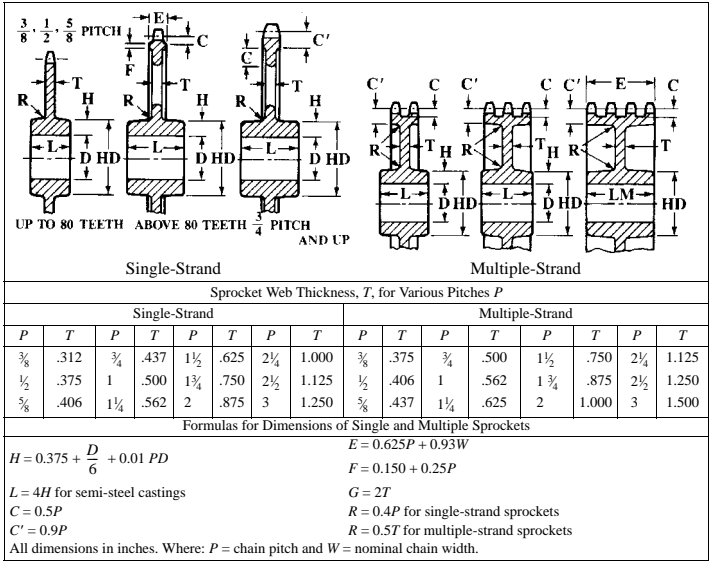 3/8, 1/2, 5/8 PITCH
E
C
F
T
R
H
L
D
HD
C'
C
T
R
H
L
D
HD
T
R
H
L
D
HD
UP TO 80 TEETH
ABOVE 80 TEETH
3/4 PITCH AND UP
Single-Strand
C'
C
R
T
H
L
D
HD
C'
C
R
T
H
L
D
HD
C'
E
C
R
T
LM
HD
Multiple-Strand
Sprocket Web Thickness, T, for Various Pitches P
Single-Strand Multiple-Strand
P T P T P T P T P T P T P T P T
3/8 .312 3/4 .437 1 1/2 .625 2 1/4 1.000 3/8 .375 3/4 .500 1 1/2 .750 2 1/4 1.125
1/2 .375 1 .500 1 3/4 .750 2 1/2 1.125 1/2 .406 1 .562 1 3/4 .875 2 1/2 1.250
5/8 .406 1 1/4 .562 2 .875 3 1.250 5/8 .437 1 1/4 .625 2 1.000 3 1.500
Formulas for Dimensions of Single and Multiple Sprockets
H = 0.375 + D/6 + 0.01 PD
E = 0.625P + 0.93W
F = 0.150 + 0.25P
L = 4H for semi-steel castings
G = 2T
C = 0.5P
R = 0.4P for single-strand sprockets
C′ = 0.9P
R = 0.5T for multiple-strand sprockets
All dimensions in inches. Where: P = chain pitch and W = nominal chain width.